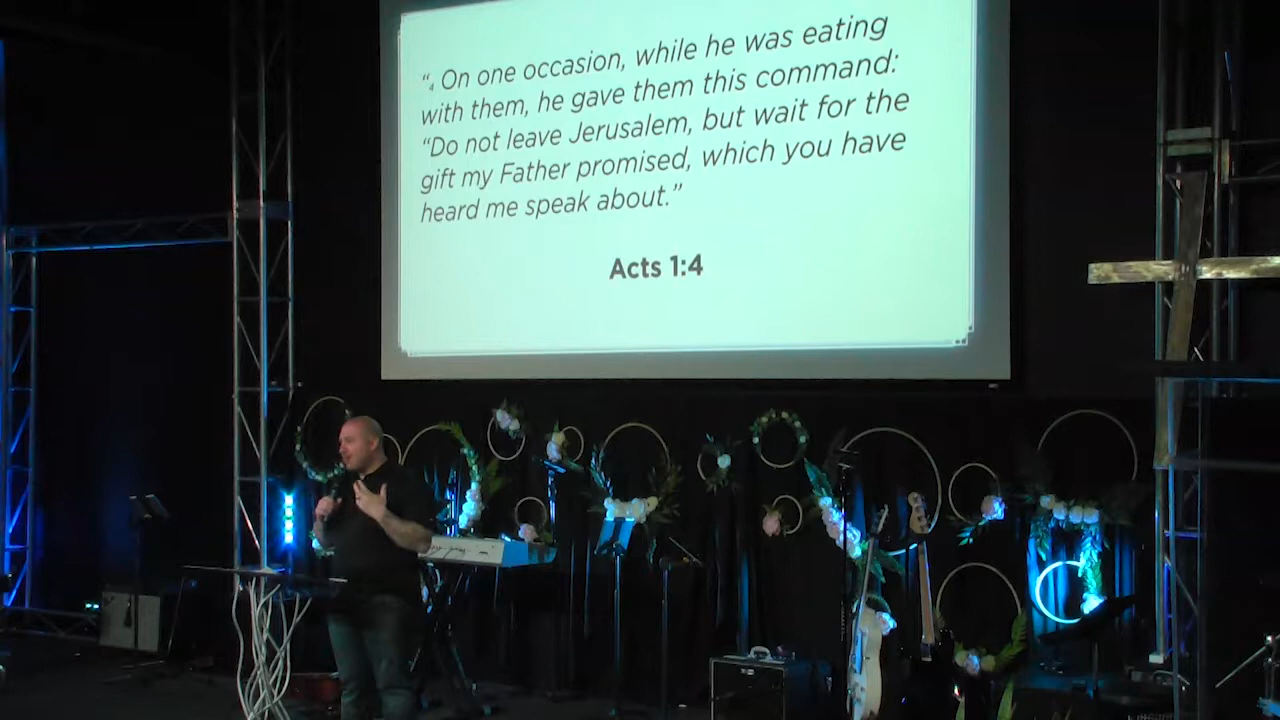 “4 On one occasion, while he was eating
with them, he gave them this command:
“Do not leave Jerusalem, but wait for the
gift my Father promised, which you have
heard me speak about.”
Acts 1:4